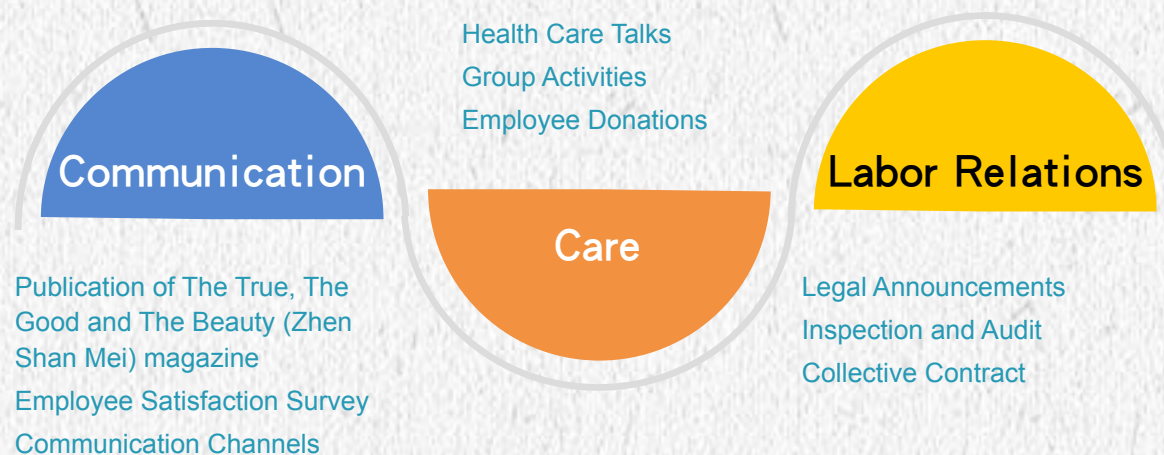 Communication
Publication of The True, The
Good and The Beauty (Zhen
Shan Mei) magazine
Employee Satisfaction Survey
Communication Channels
Health Care Talks
Group Activities
Employee Donations
Care
Labor Relations
Legal Announcements
Inspection and Audit
Collective Contract